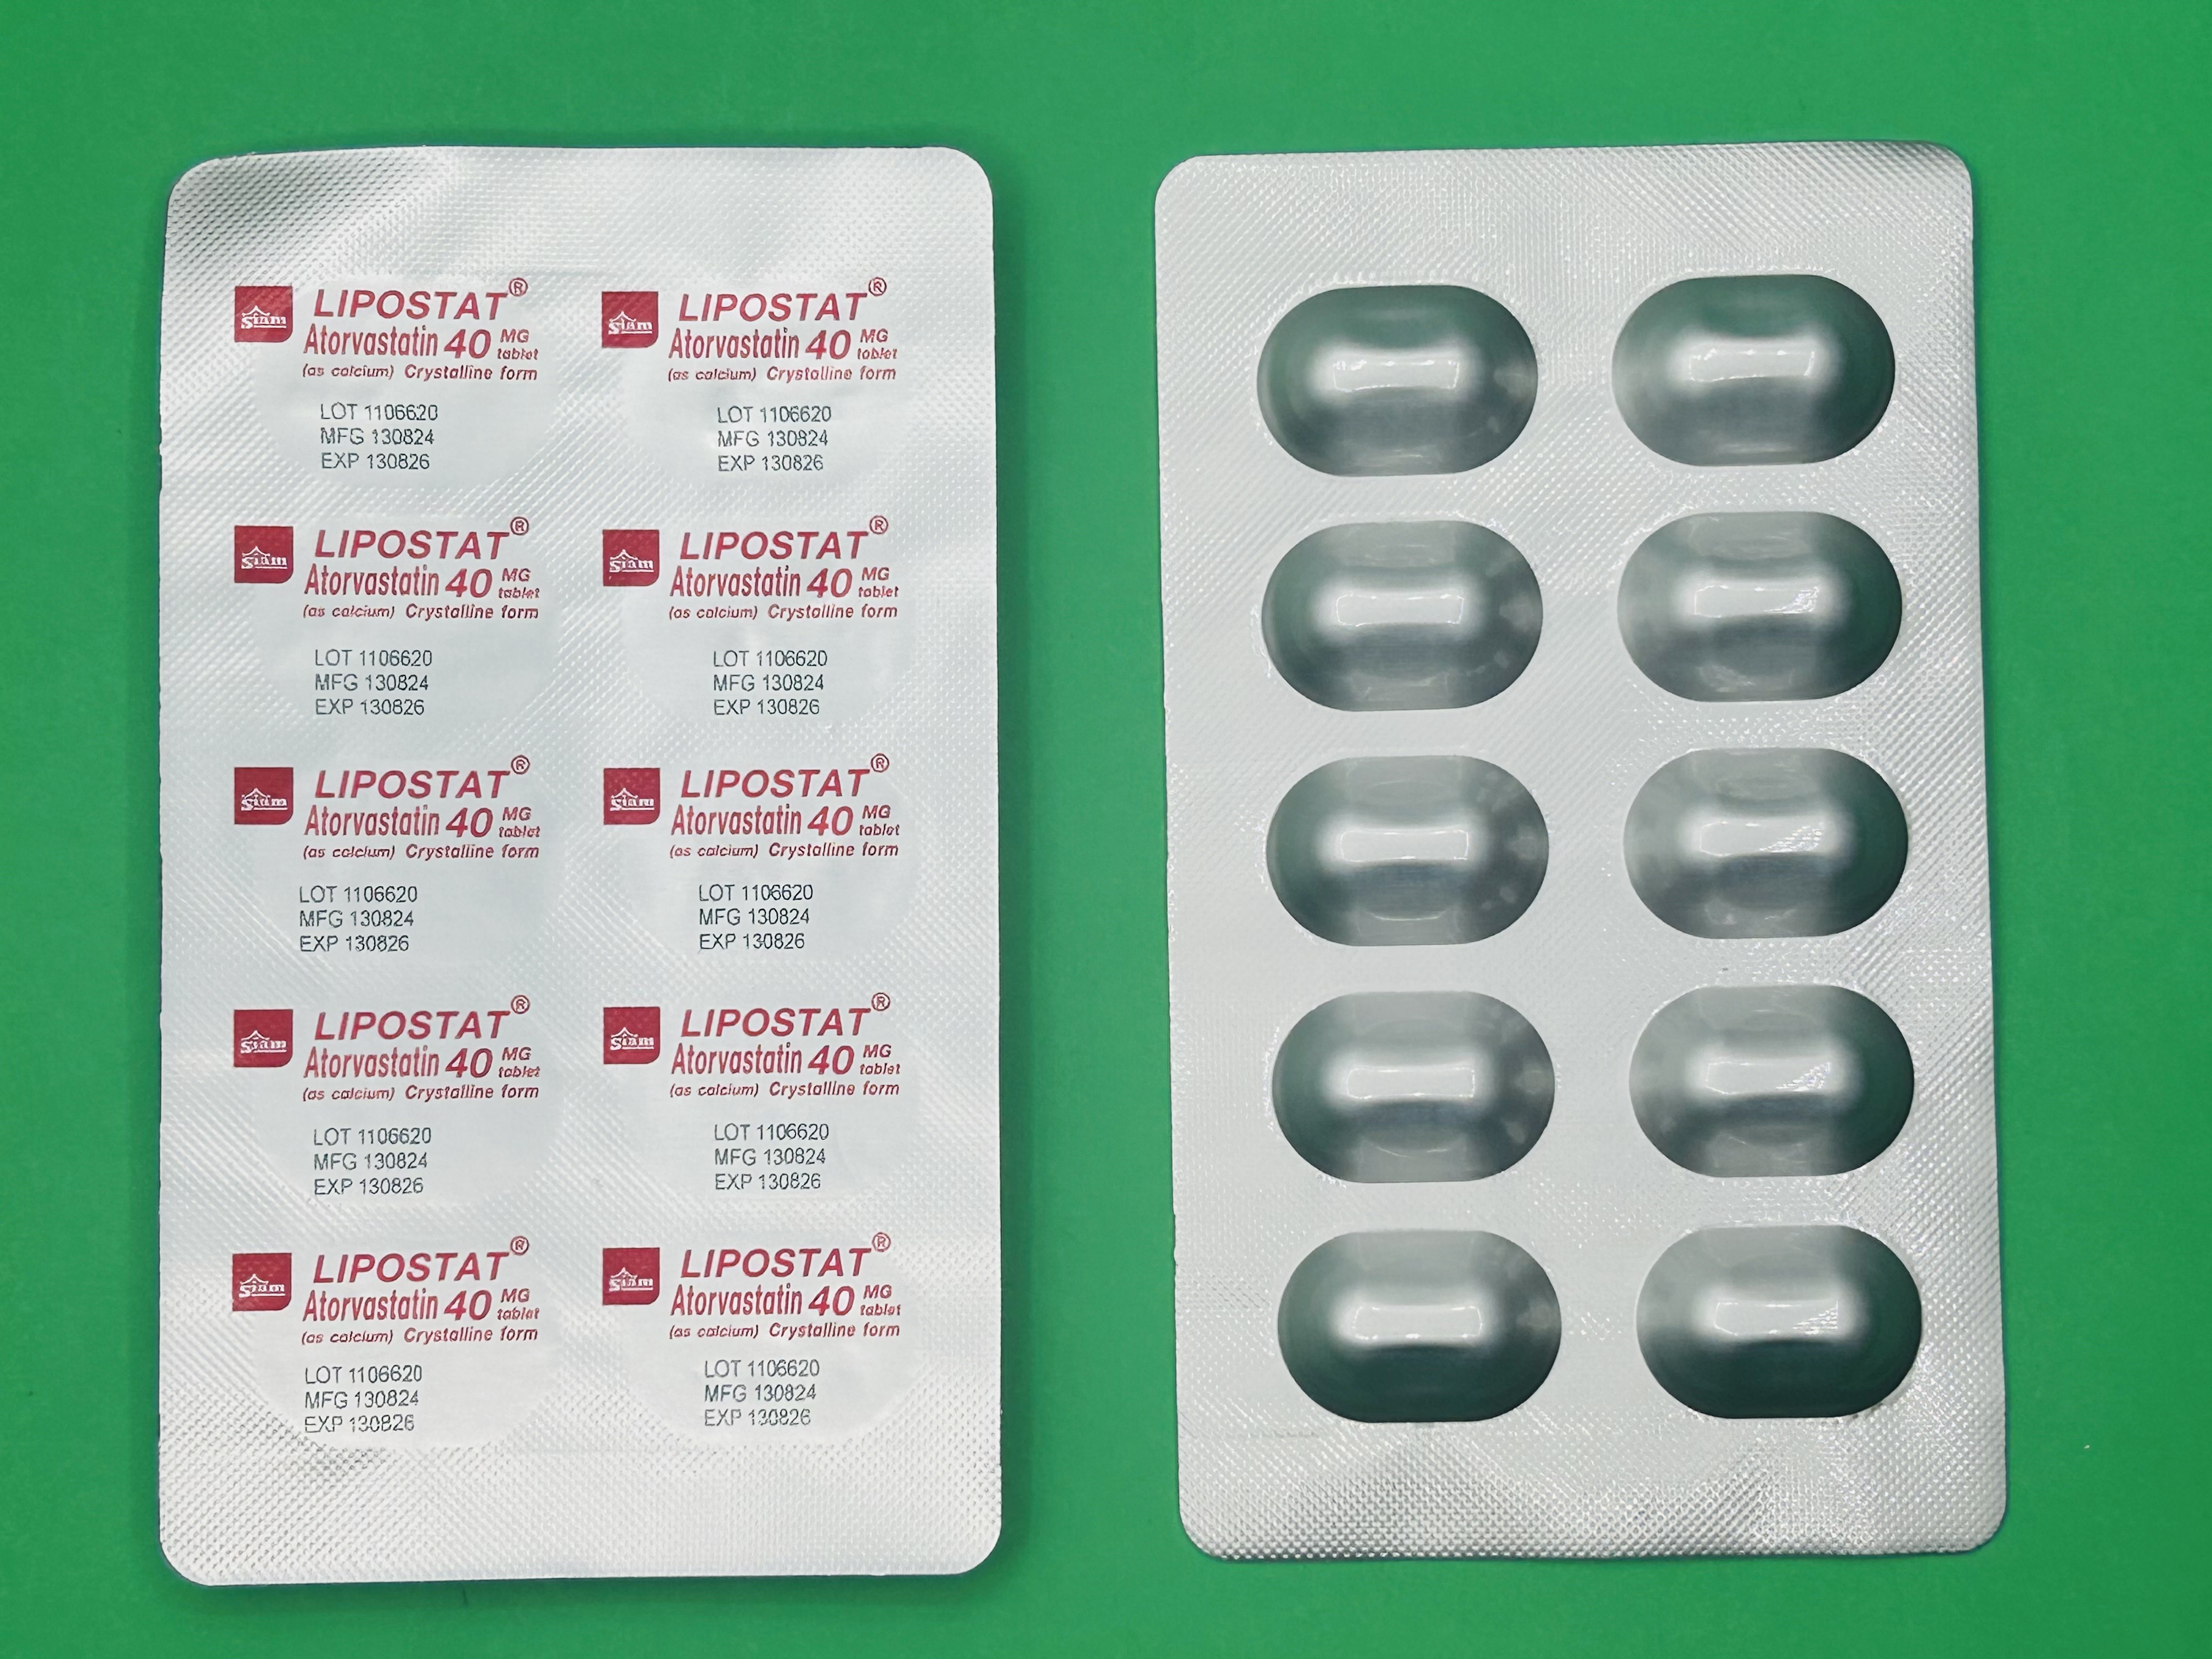 Siam
LIPOSTAT®
Atorvastatin 40 MG tablet
(as calcium) Crystalline form
LOT 1106620
MFG 130824
EXP 130826
Siam
LIPOSTAT®
Atorvastatin 40 MG tablet
(as calcium) Crystalline form
LOT 1106620
MFG 130824
EXP 130826
Siam
LIPOSTAT®
Atorvastatin 40 MG tablet
(as calcium) Crystalline form
LOT 1106620
MFG 130824
EXP 130826
Siam
LIPOSTAT®
Atorvastatin 40 MG tablet
(as calcium) Crystalline form
LOT 1106620
MFG 130824
EXP 130826
Siam
LIPOSTAT®
Atorvastatin 40 MG tablet
(as calcium) Crystalline form
LOT 1106620
MFG 130824
EXP 130826
Siam
LIPOSTAT®
Atorvastatin 40 MG tablet
(as calcium) Crystalline form
LOT 1106620
MFG 130824
EXP 130826
Siam
LIPOSTAT®
Atorvastatin 40 MG tablet
(as calcium) Crystalline form
LOT 1106620
MFG 130824
EXP 130826
Siam
LIPOSTAT®
Atorvastatin 40 MG tablet
(as calcium) Crystalline form
LOT 1106620
MFG 130824
EXP 130826
Siam
LIPOSTAT®
Atorvastatin 40 MG tablet
(as calcium) Crystalline form
LOT 1106620
MFG 130824
EXP 130826
Siam
LIPOSTAT®
Atorvastatin 40 MG tablet
(as calcium) Crystalline form
LOT 1106620
MFG 130824
EXP 130826